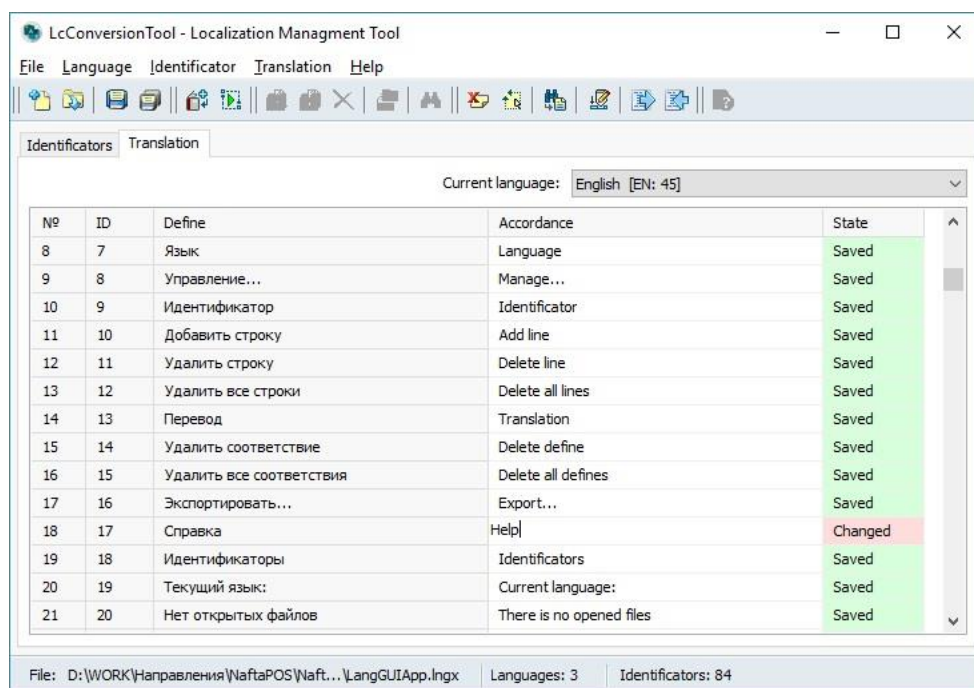 LcConversionTool - Localization Managment Tool
File Language Identificator Translation Help
Identificators Translation
Current language: English [EN: 45]
№ ID Define Accordance State
8 7 Язык Language Saved
9 8 Управление... Manage... Saved
10 9 Идентификатор Identificator Saved
11 10 Добавить строку Add line Saved
12 11 Удалить строку Delete line Saved
13 12 Удалить все строки Delete all lines Saved
14 13 Перевод Translation Saved
15 14 Удалить соответствие Delete define Saved
16 15 Удалить все соответствия Delete all defines Saved
17 16 Экспортировать... Export... Saved
18 17 Справка Help Changed
19 18 Идентификаторы Identificators Saved
20 19 Текущий язык: Current language: Saved
21 20 Нет открытых файлов There is no opened files Saved
File: D:\WORK\Направления\NaftaPOS\Naft...\LangGUIApp.lngx Languages: 3 Identificators: 84